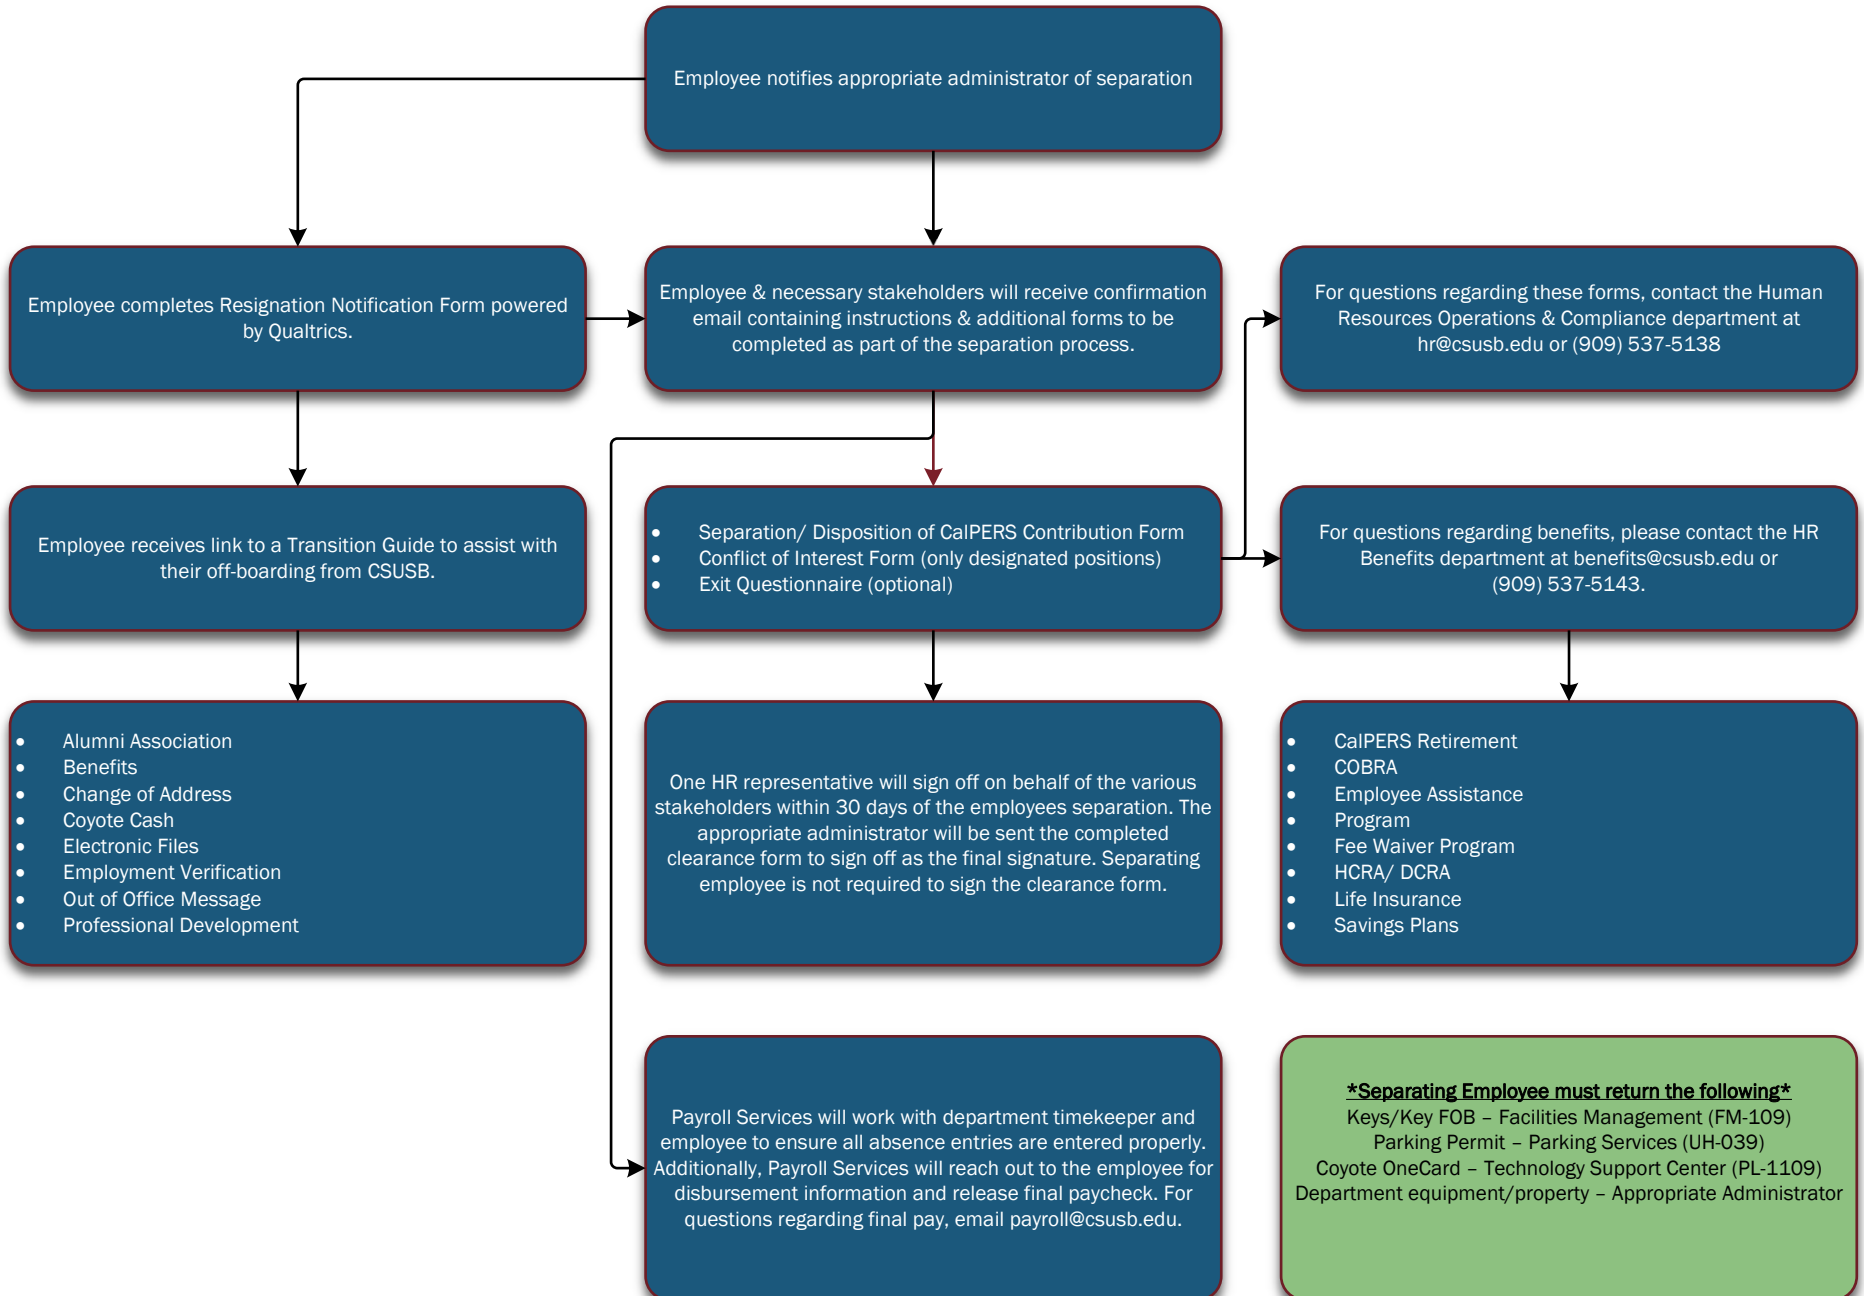 Employee notifies appropriate administrator of separation
Employee completes Resignation Notification Form powered
by Qualtrics.
Employee & necessary stakeholders will receive confirmation
email containing instructions & additional forms to be
completed as part of the separation process.
For questions regarding these forms, contact the Human
Resources Operations & Compliance department at
hr@csusb.edu or (909) 537-5138
Employee receives link to a Transition Guide to assist with
their off-boarding from CSUSB.
• Separation/ Disposition of CalPERS Contribution Form
• Conflict of Interest Form (only designated positions)
• Exit Questionnaire (optional)
For questions regarding benefits, please contact the HR
Benefits department at benefits@csusb.edu or
(909) 537-5143.
• Alumni Association
• Benefits
• Change of Address
• Coyote Cash
• Electronic Files
• Employment Verification
• Out of Office Message
• Professional Development
One HR representative will sign off on behalf of the various
stakeholders within 30 days of the employees separation. The
appropriate administrator will be sent the completed
clearance form to sign off as the final signature. Separating
employee is not required to sign the clearance form.
• CalPERS Retirement
• COBRA
• Employee Assistance
• Program
• Fee Waiver Program
• HCRA/ DCRA
• Life Insurance
• Savings Plans
Payroll Services will work with department timekeeper and
employee to ensure all absence entries are entered properly.
Additionally, Payroll Services will reach out to the employee for
disbursement information and release final paycheck. For
questions regarding final pay, email payroll@csusb.edu.
*Separating Employee must return the following*
Keys/Key FOB – Facilities Management (FM-109)
Parking Permit – Parking Services (UH-039)
Coyote OneCard – Technology Support Center (PL-1109)
Department equipment/property – Appropriate Administrator